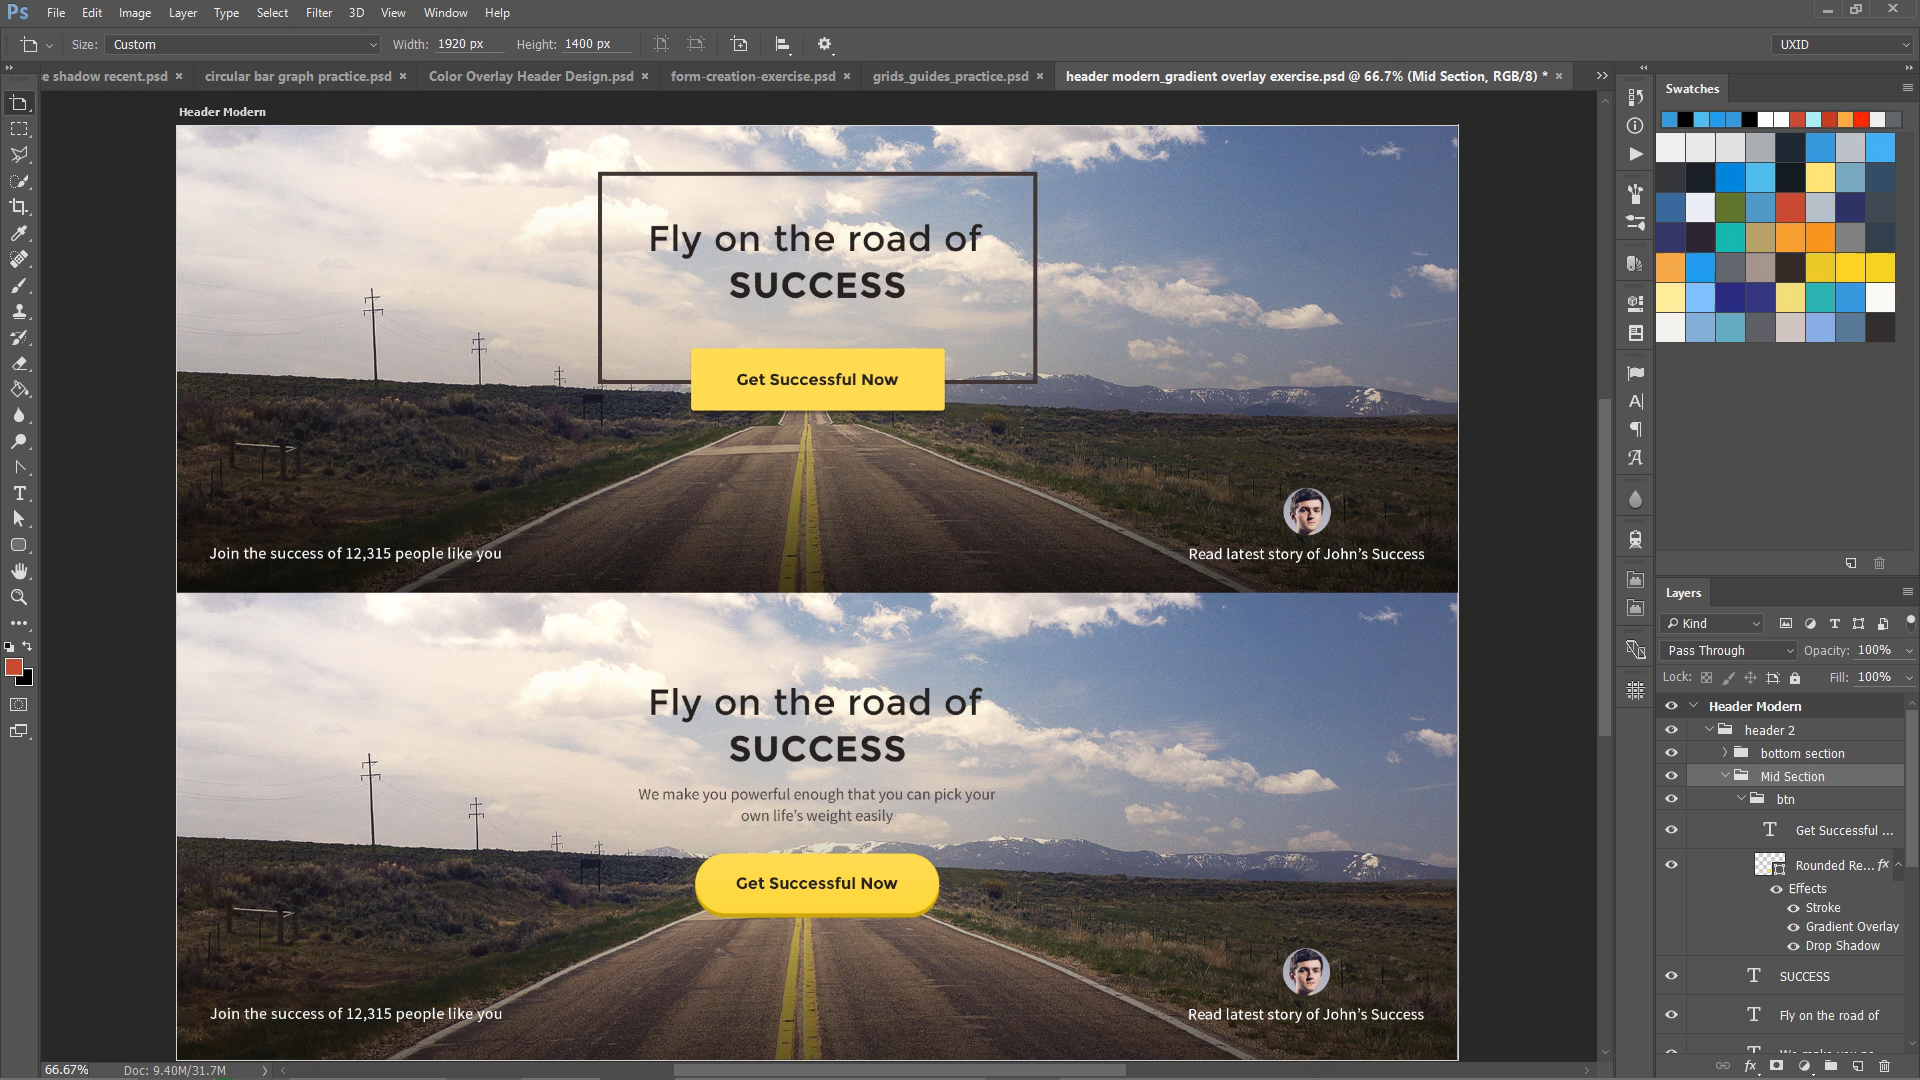 Ps File Edit Image Layer Type Select Filter 3D View Window Help
Size: Custom Width: 1920 px Height: 1400 px UXID
e shadow recent.psd × circular bar graph practice.psd × Color Overlay Header Design.psd × form-creation-exercise.psd × grids_guides_practice.psd × header modern_gradient overlay exercise.psd @ 66.7% (Mid Section, RGB/8) * ×
Header Modern
Fly on the road of
SUCCESS
Get Successful Now
Join the success of 12,315 people like you
Read latest story of John's Success
Fly on the road of
SUCCESS
We make you powerful enough that you can pick your
own life's weight easily
Get Successful Now
Join the success of 12,315 people like you
Read latest story of John's Success
66.67% Doc: 9.40M/31.7M
Swatches
Layers
Kind
Pass Through Opacity: 100%
Lock: Fill: 100%
Header Modern
header 2
bottom section
Mid Section
btn
Get Successful ...
Rounded Re... fx
Effects
Stroke
Gradient Overlay
Drop Shadow
SUCCESS
Fly on the road of